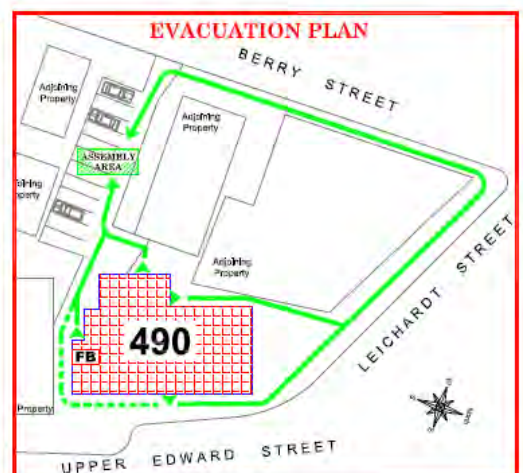 EVACUATION PLAN
BERRY STREET
Adjoining
Property
Adjoining
Property
ASSEMBLY
AREA
Adjoining
Property
LEICHARDT STREET
490
FB
Property
UPPER EDWARD STREET